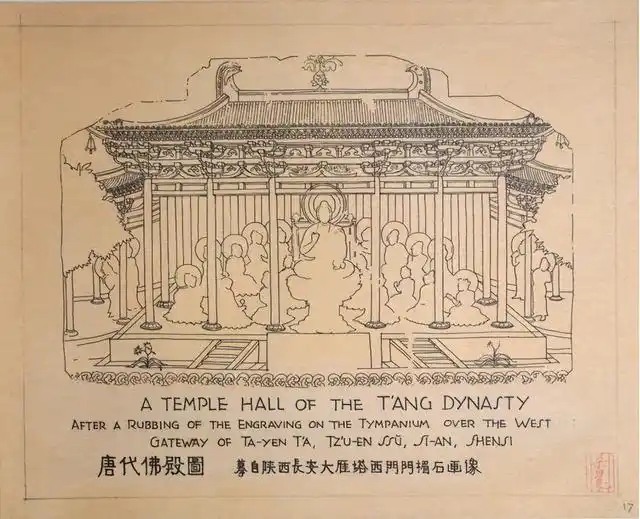 A TEMPLE HALL OF THE T'ANG DYNASTY
AFTER A RUBBING OF THE ENGRAVING ON THE TYMPANIUM OVER THE WEST
GATEWAY OF TA-YEN T'A, TZ'U-EN SSŬ, SI-AN, SHENSI
唐代佛殿圖 摹自陝西長安大雁塔西門門楣石画像
17